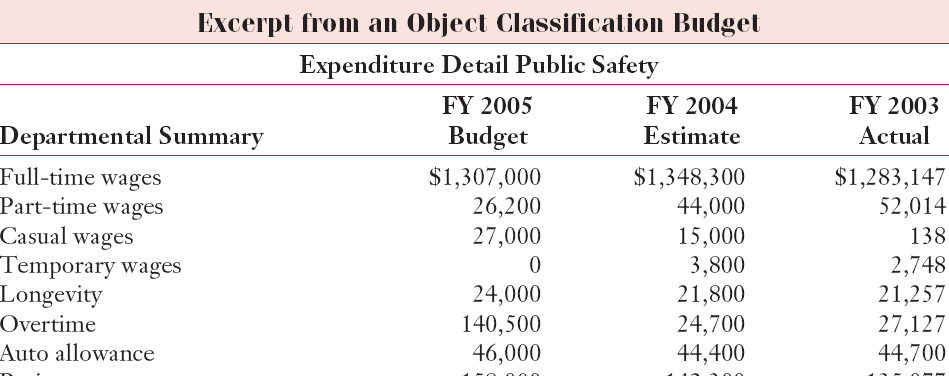 Excerpt from an Object Classification Budget
Expenditure Detail Public Safety
FY 2005 FY 2004 FY 2003
Departmental Summary Budget Estimate Actual
Full-time wages $1,307,000 $1,348,300 $1,283,147
Part-time wages 26,200 44,000 52,014
Casual wages 27,000 15,000 138
Temporary wages 0 3,800 2,748
Longevity 24,000 21,800 21,257
Overtime 140,500 24,700 27,127
Auto allowance 46,000 44,400 44,700